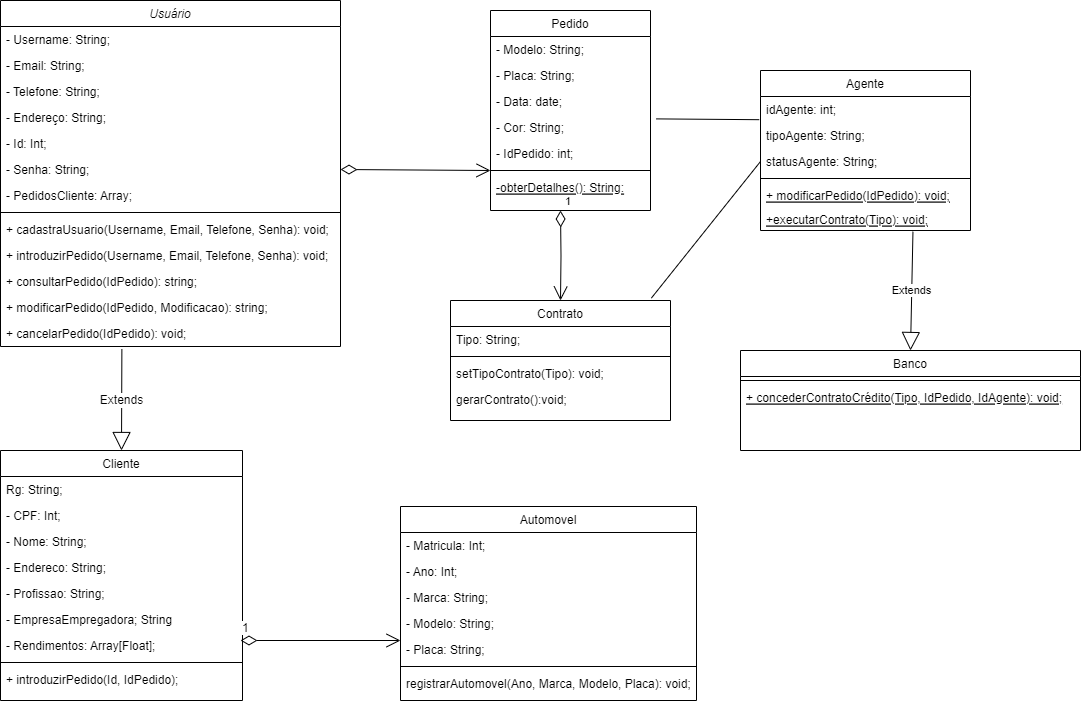 Usuário
- Username: String;
- Email: String;
- Telefone: String;
- Endereço: String;
- Id: Int;
- Senha: String;
- PedidosCliente: Array;
+ cadastraUsuario(Username, Email, Telefone, Senha): void;
+ introduzirPedido(Username, Email, Telefone, Senha): void;
+ consultarPedido(IdPedido): string;
+ modificarPedido(IdPedido, Modificacao): string;
+ cancelarPedido(IdPedido): void;
Pedido
- Modelo: String;
- Placa: String;
- Data: date;
- Cor: String;
- IdPedido: int;
-obterDetalhes(): String;
1
Agente
idAgente: int;
tipoAgente: String;
statusAgente: String;
+ modificarPedido(IdPedido): void;
+executarContrato(Tipo): void;
Extends
Contrato
Tipo: String;
setTipoContrato(Tipo): void;
gerarContrato():void;
Banco
+ concederContratoCrédito(Tipo, IdPedido, IdAgente): void;
Extends
Cliente
Rg: String;
- CPF: Int;
- Nome: String;
- Endereco: String;
- Profissao: String;
- EmpresaEmpregadora; String
- Rendimentos: Array[Float];
+ introduzirPedido(Id, IdPedido);
1
Automovel
- Matricula: Int;
- Ano: Int;
- Marca: String;
- Modelo: String;
- Placa: String;
registrarAutomovel(Ano, Marca, Modelo, Placa): void;